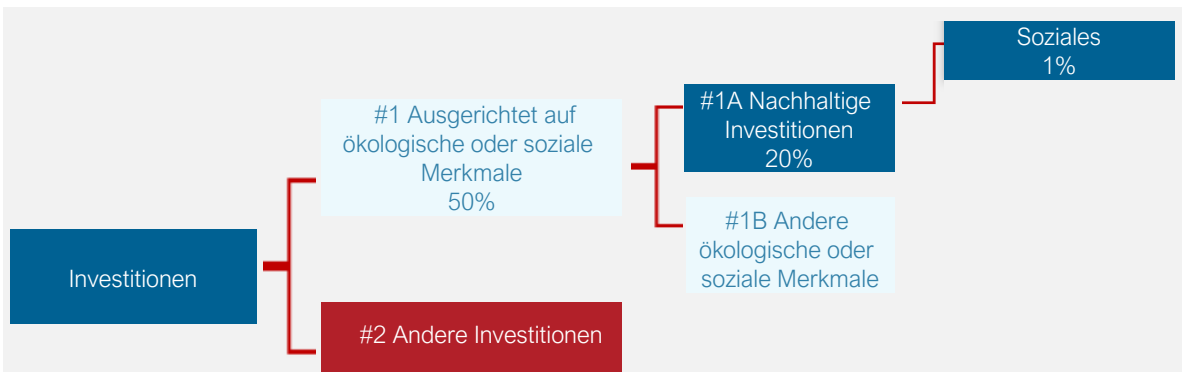 Soziales
1%
#1A Nachhaltige
Investitionen
20%
#1 Ausgerichtet auf
ökologische oder soziale
Merkmale
50%
#1B Andere
ökologische oder
soziale Merkmale
Investitionen
#2 Andere Investitionen